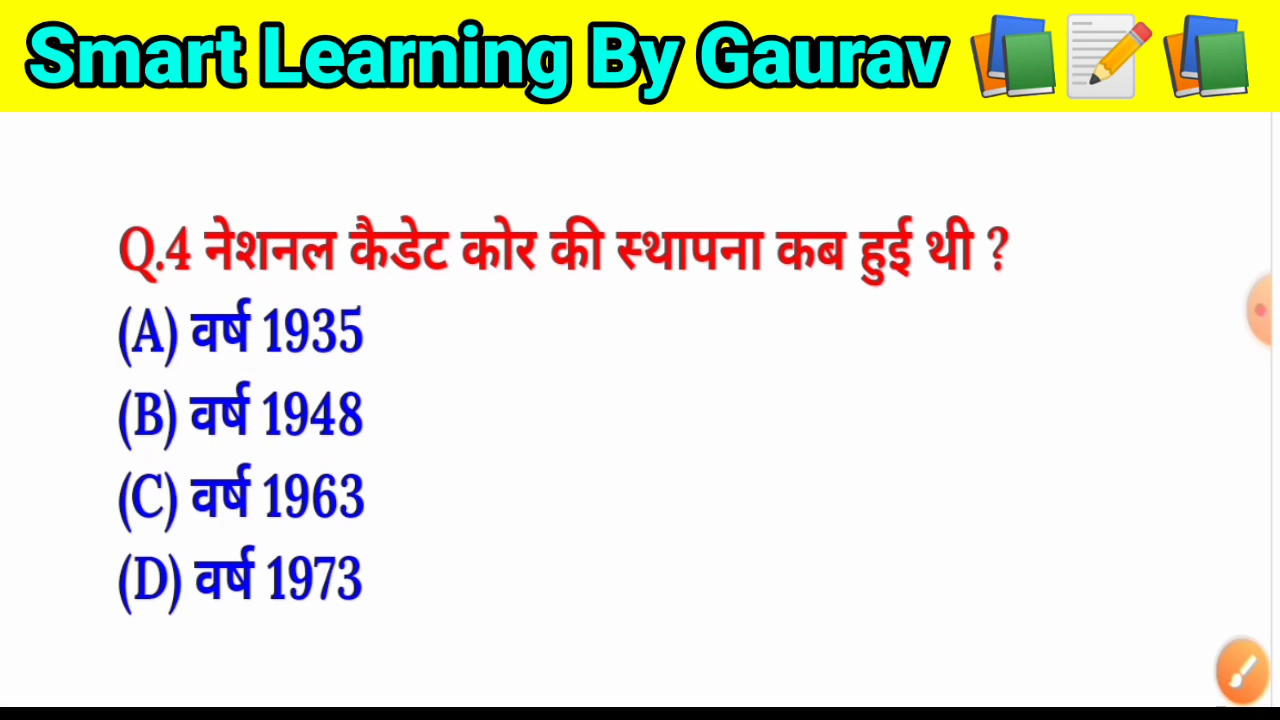 Smart Learning By Gaurav
Q.4 नेशनल कैडेट कोर की स्थापना कब हुई थी ?
(A) वर्ष 1935
(B) वर्ष 1948
(C) वर्ष 1963
(D) वर्ष 1973